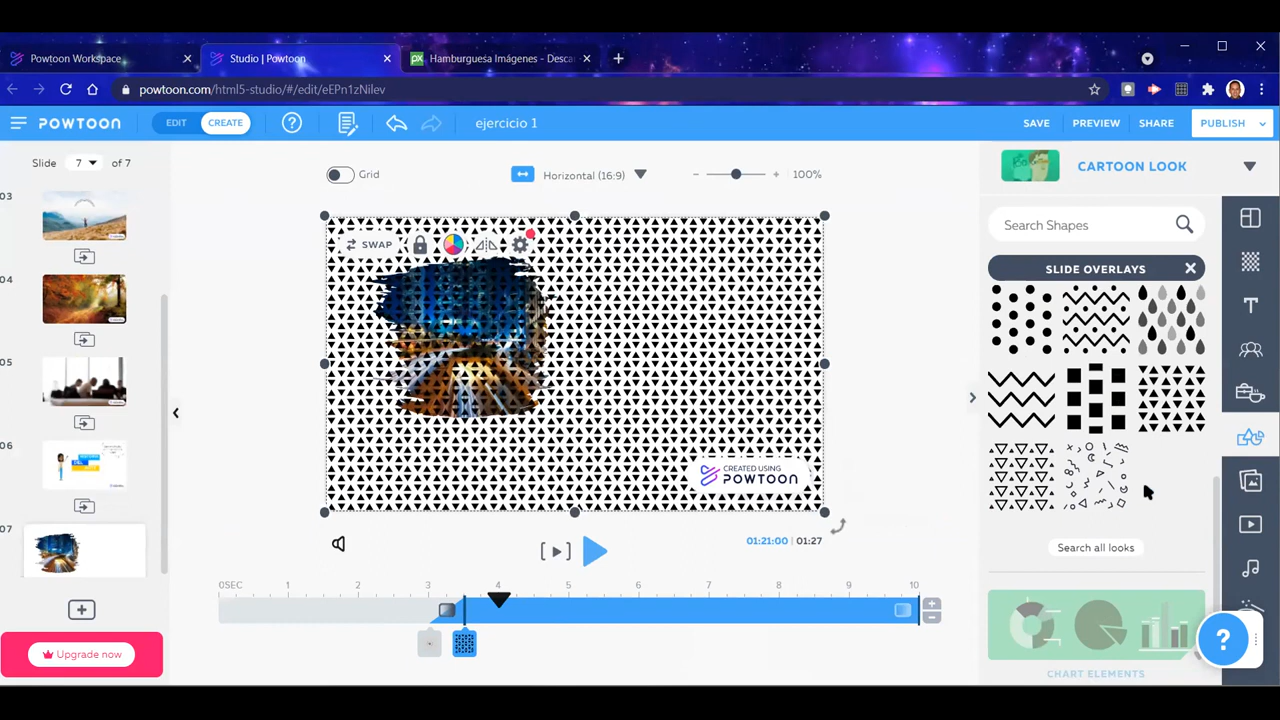 Powtoon Workspace
Studio | Powtoon
Hamburguesa Imágenes - Desca
powtoon.com/html5-studio/#/edit/eEPn1zNilev
POWTOON
EDIT
CREATE
ejercicio 1
SAVE
PREVIEW
SHARE
PUBLISH
Slide
7
of 7
Grid
Horizontal (16:9)
100%
CARTOON LOOK
Search Shapes
SLIDE OVERLAYS
03
04
05
06
07
SWAP
CREATED USING
POWTOON
Search all looks
CHART ELEMENTS
01:21:00 | 01:27
0SEC 1 2 3 4 5 6 7 8 9 10
Upgrade now
?